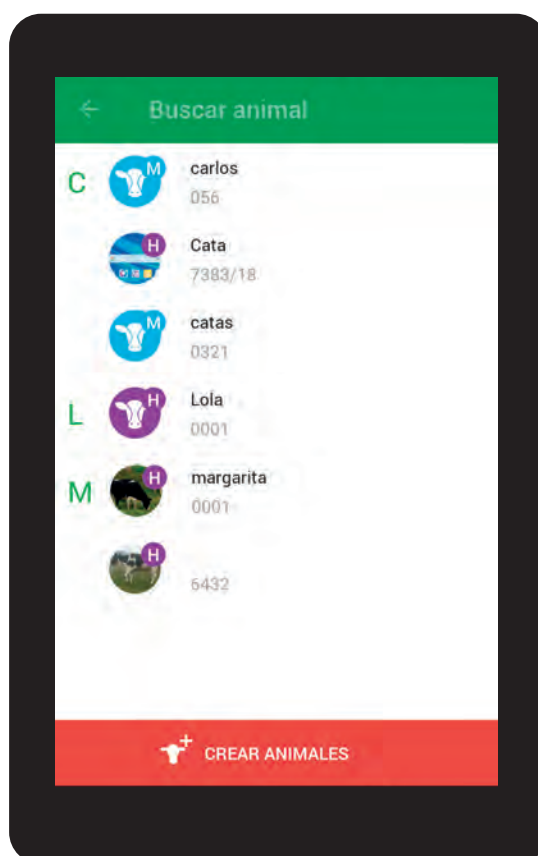 Buscar animal
C
M
carlos
056
H
Cata
7383/18
M
catas
0321
L
H
Lola
0001
M
H
margarita
0001
H
6432
CREAR ANIMALES